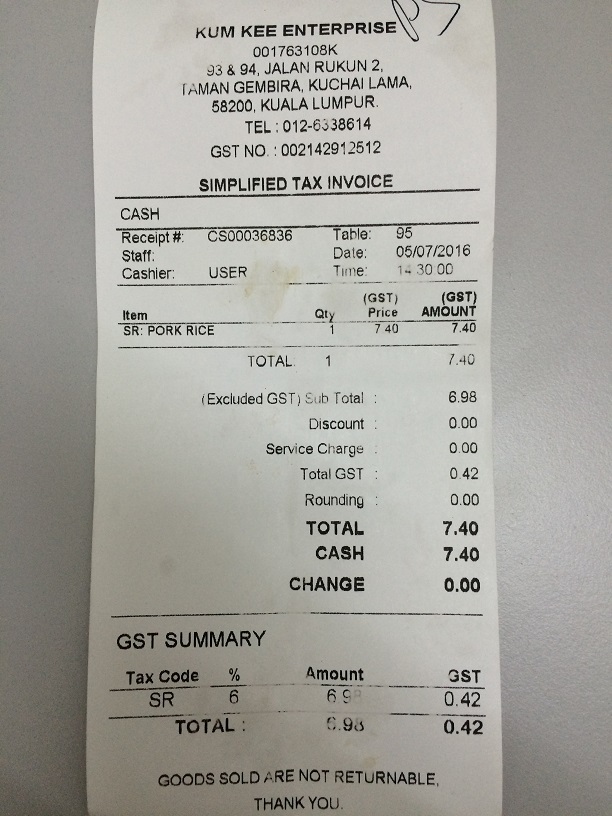 KUM KEE ENTERPRISE
001763108K
93 & 94, JALAN RUKUN 2,
TAMAN GEMBIRA, KUCHAI LAMA,
58200, KUALA LUMPUR.
TEL : 012-6338614
GST NO. : 002142912512
SIMPLIFIED TAX INVOICE
CASH
Receipt #: CS00036836 Table: 95
Staff: Date: 05/07/2016
Cashier: USER Time: 14:30:00
(GST) (GST)
Item Qty Price AMOUNT
SR: PORK RICE 1 7.40 7.40
TOTAL: 1 7.40
(Excluded GST) Sub Total : 6.98
Discount : 0.00
Service Charge : 0.00
Total GST : 0.42
Rounding : 0.00
TOTAL 7.40
CASH 7.40
CHANGE 0.00
GST SUMMARY
Tax Code % Amount GST
SR 6 6.98 0.42
TOTAL : 6.98 0.42
GOODS SOLD ARE NOT RETURNABLE,
THANK YOU.